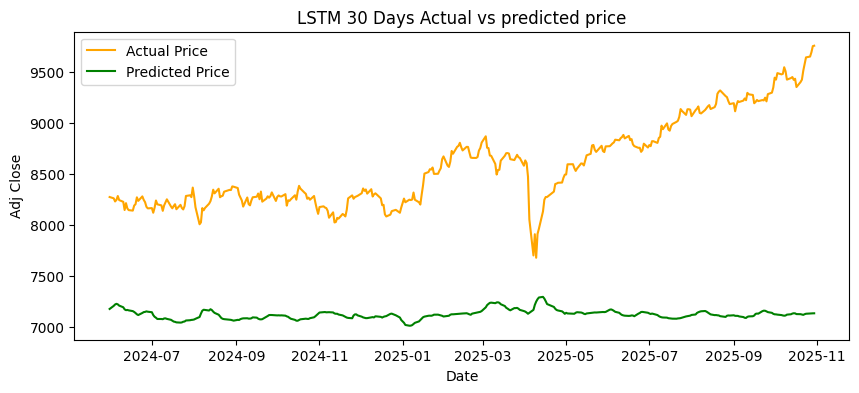 LSTM 30 Days Actual vs predicted price
Actual Price
Predicted Price
Adj Close
9500
9000
8500
8000
7500
7000
2024-07 2024-09 2024-11 2025-01 2025-03 2025-05 2025-07 2025-09 2025-11
Date